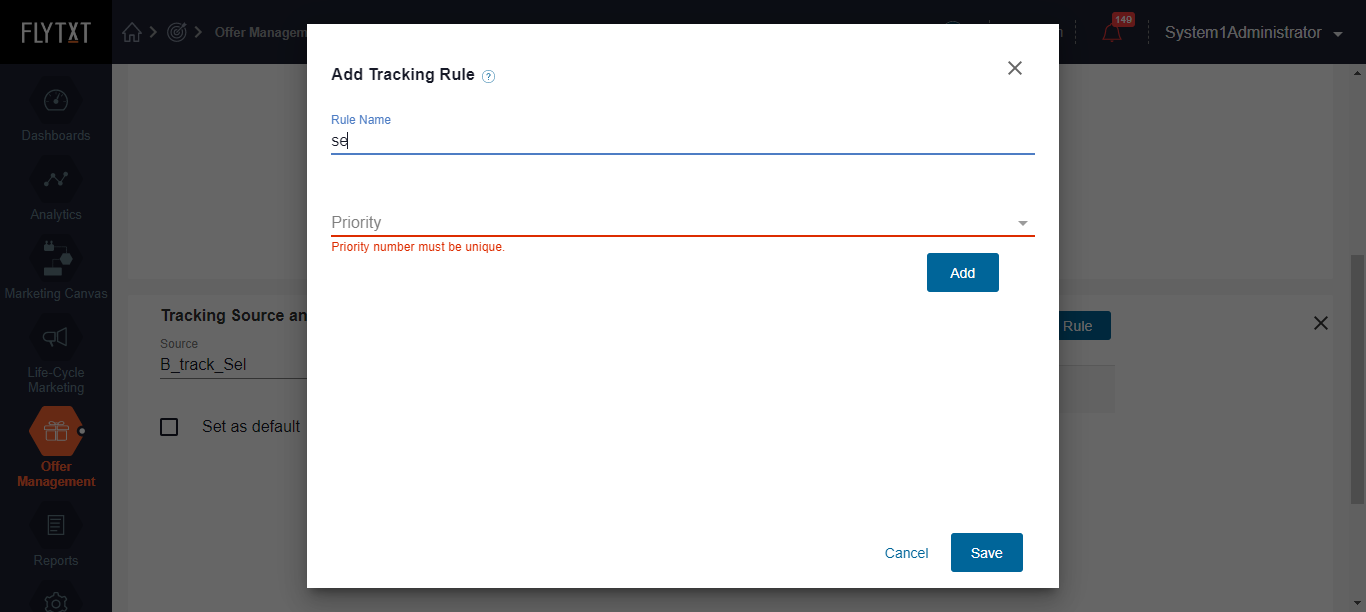 FLYTXT
Offer Managem
149
System1Administrator
Dashboards
Analytics
Marketing Canvas
Life-Cycle
Marketing
Offer
Management
Reports
Add Tracking Rule ?
Rule Name
se
Priority
Priority number must be unique.
Add
Tracking Source an
Rule
Source
B_track_Sel
Set as default
Cancel
Save